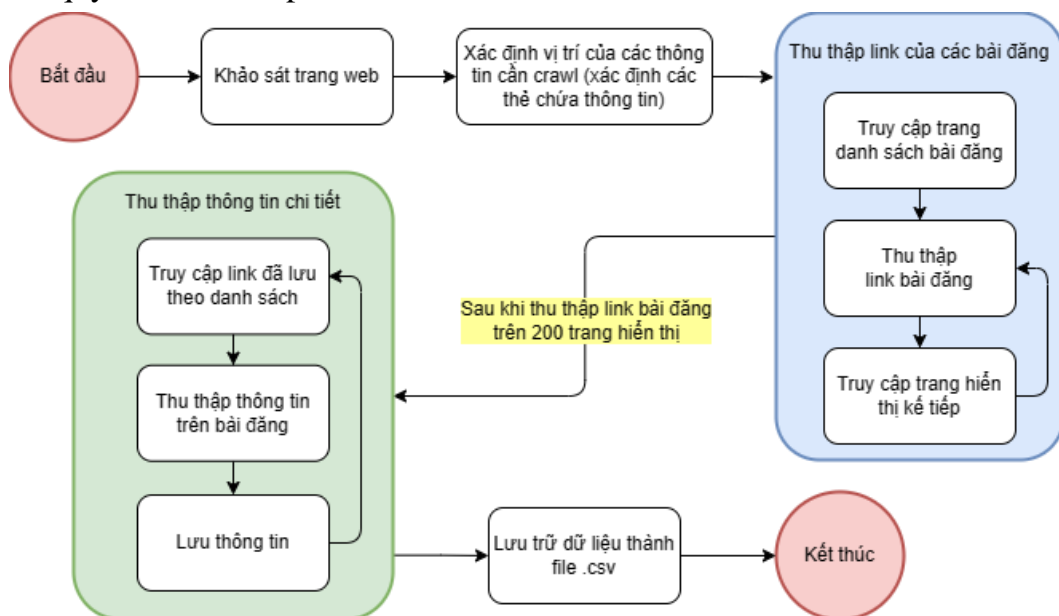 Bắt đầu
Khảo sát trang web
Xác định vị trí của các thông
tin cần crawl (xác định các
thẻ chứa thông tin)
Thu thập link của các bài đăng
Truy cập trang
danh sách bài đăng
Thu thập
link bài đăng
Truy cập trang hiển
thị kế tiếp
Sau khi thu thập link bài đăng
trên 200 trang hiển thị
Thu thập thông tin chi tiết
Truy cập link đã lưu
theo danh sách
Thu thập thông tin
trên bài đăng
Lưu thông tin
Lưu trữ dữ liệu thành
file .csv
Kết thúc